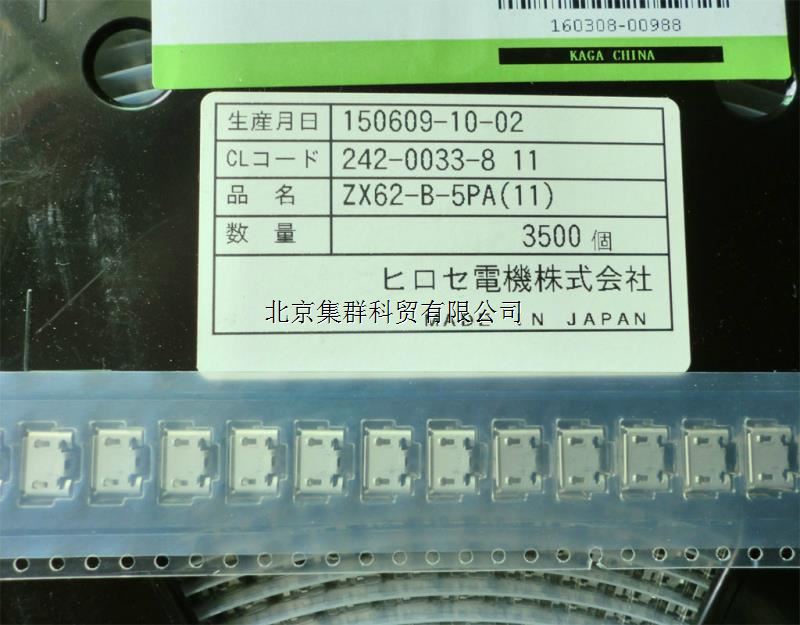 160308-00988
KAGA CHINA
生産月日 150609-10-02
CLコード 242-0033-8 11
品 名 ZX62-B-5PA(11)
数 量 3500 個
ヒロセ電機株式会社
北京集群科贸有限公司
MADE IN JAPAN